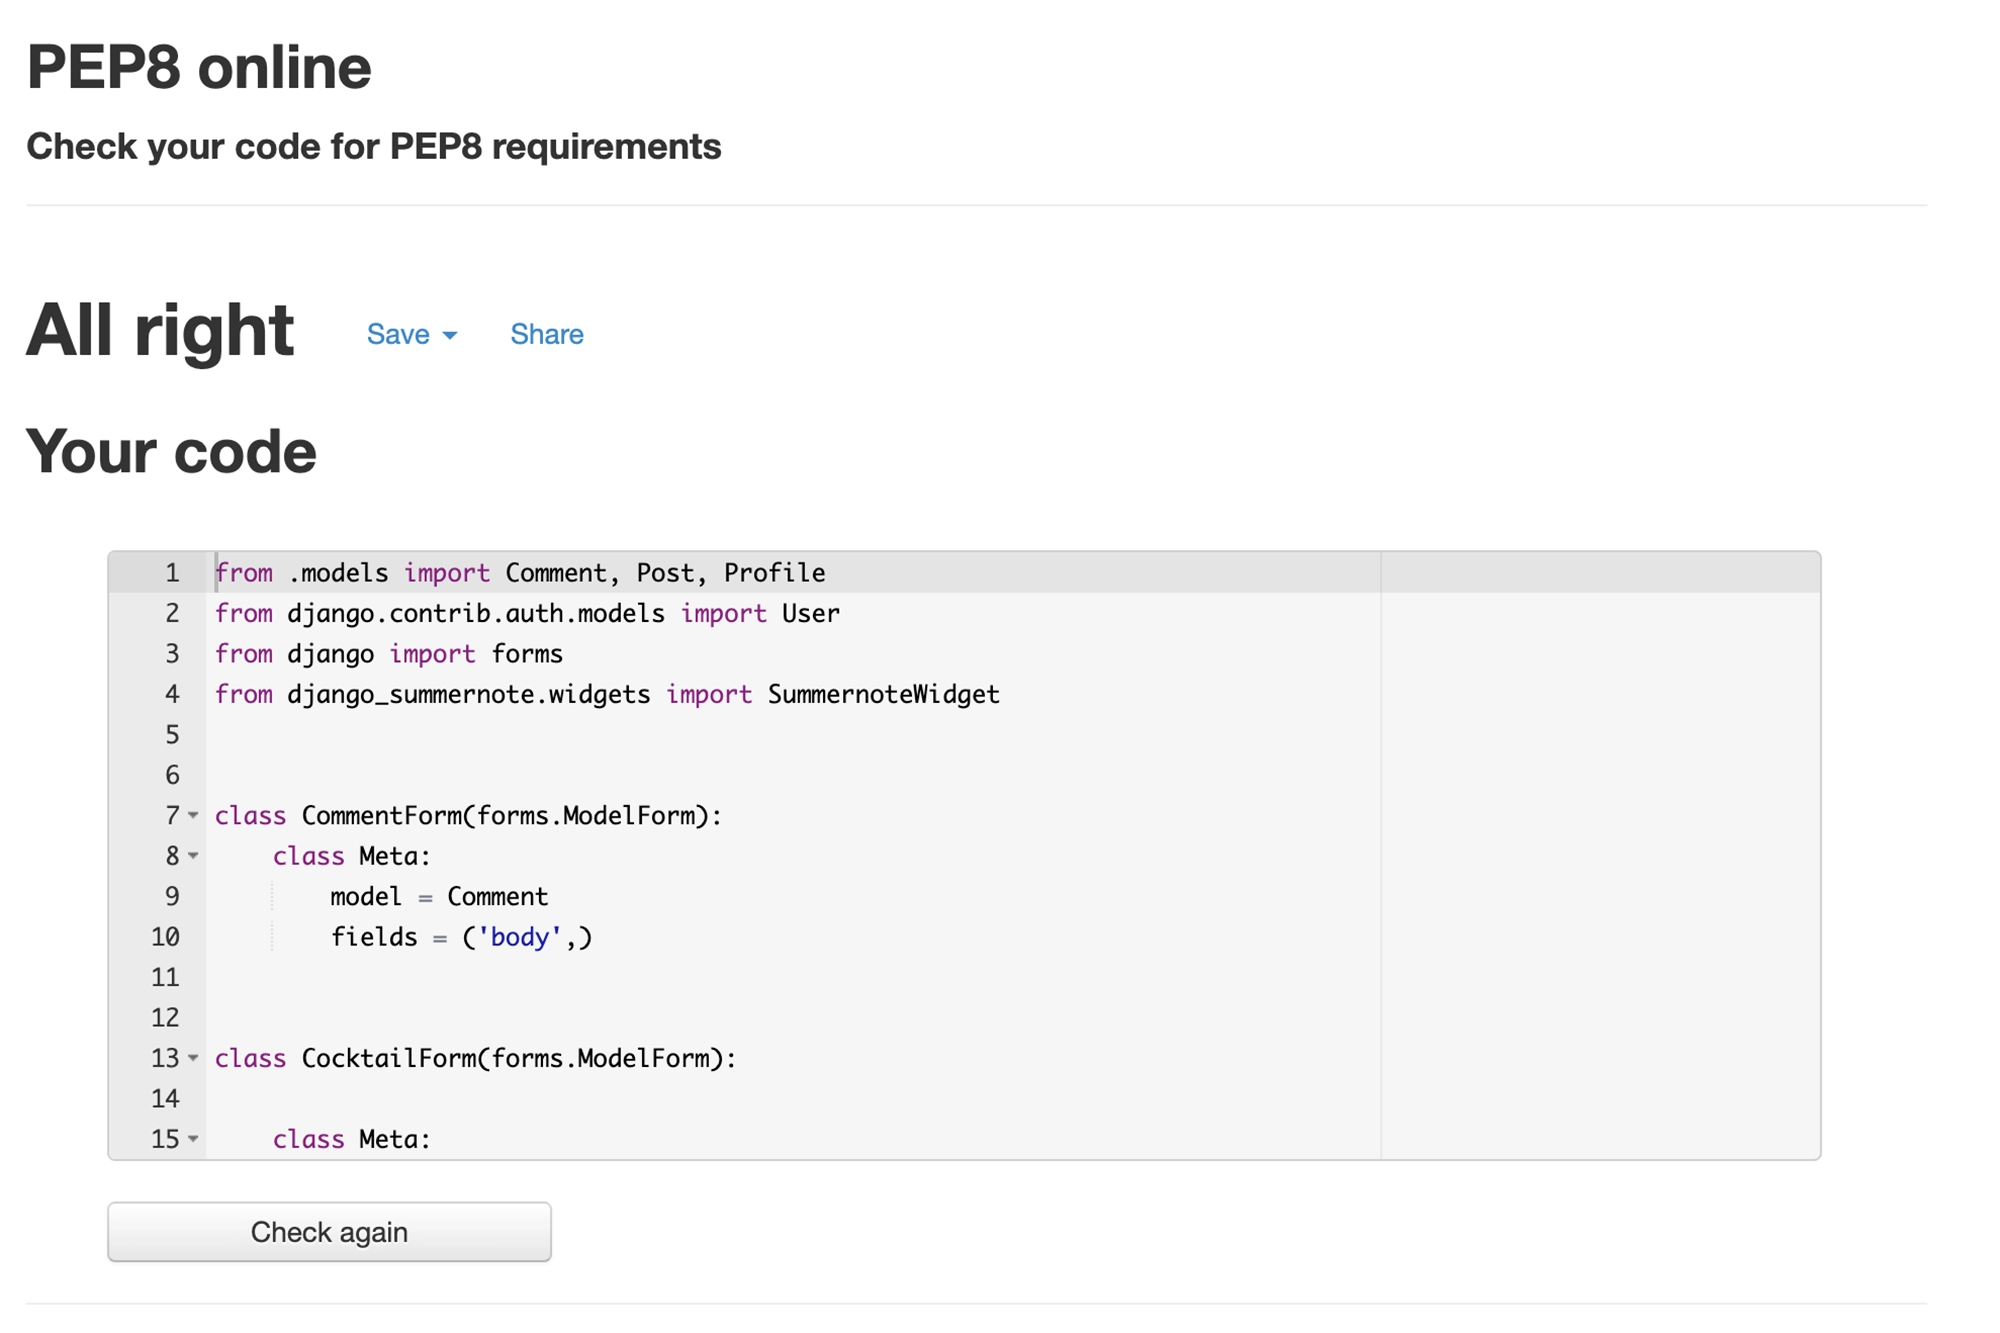 PEP8 online
Check your code for PEP8 requirements
All right Save Share
Your code
1 from .models import Comment, Post, Profile
2 from django.contrib.auth.models import User
3 from django import forms
4 from django_summernote.widgets import SummernoteWidget
5
6
7 class CommentForm(forms.ModelForm):
8     class Meta:
9         model = Comment
10         fields = ('body',)
11
12
13 class CocktailForm(forms.ModelForm):
14
15     class Meta:
Check again